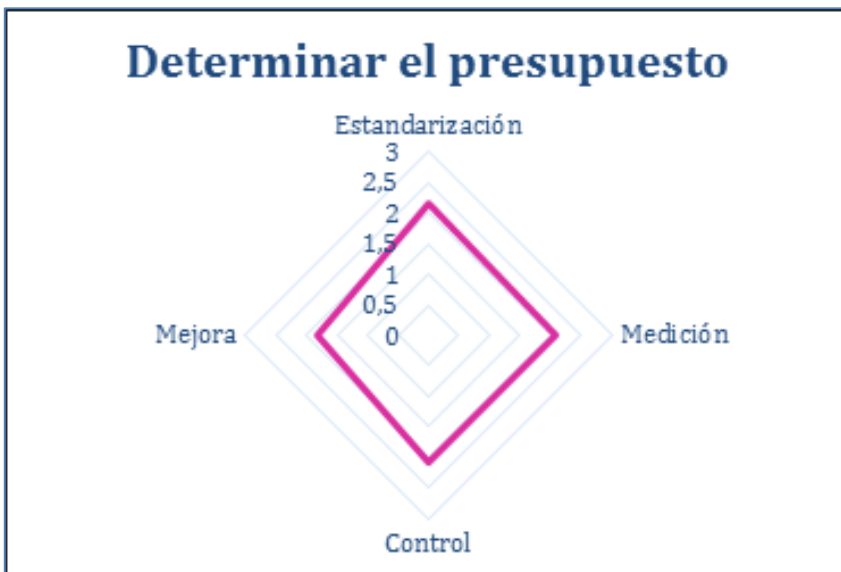 Determinar el presupuesto
Estandarización
3
2,5
2
1,5
1
0,5
0
Mejora
Medición
Control